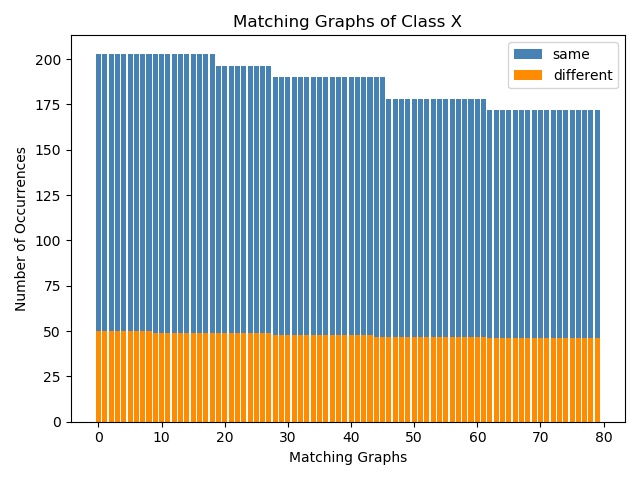 Matching Graphs of Class X
same
different
Number of Occurrences
200
175
150
125
100
75
50
25
0
0 10 20 30 40 50 60 70 80
Matching Graphs